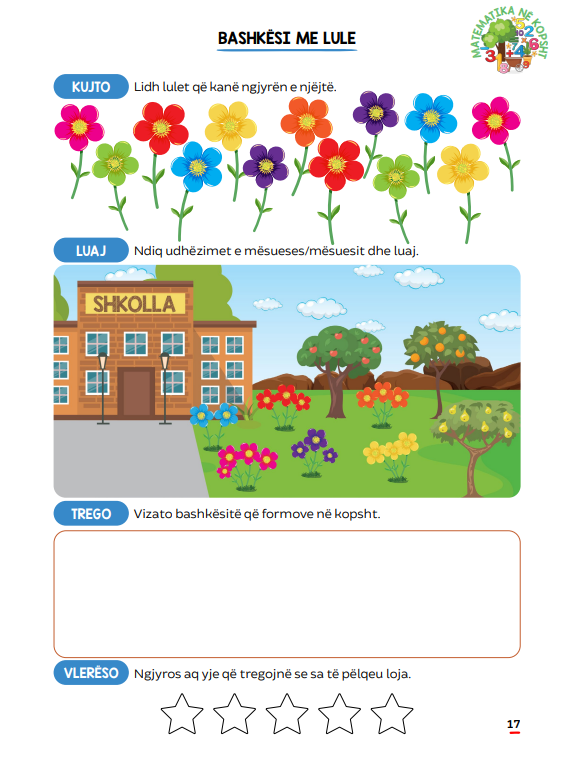 MATEMATIKA NË KOPSHT
BASHKËSI ME LULE
KUJTO Lidh lulet që kanë ngjyrën e njëjtë.
LUAJ Ndiq udhëzimet e mësueses/mësuesit dhe luaj.
SHKOLLA
TREGO Vizato bashkësitë që formove në kopsht.
VLERËSO Ngjyros aq yje që tregojnë se sa të pëlqeu loja.
17